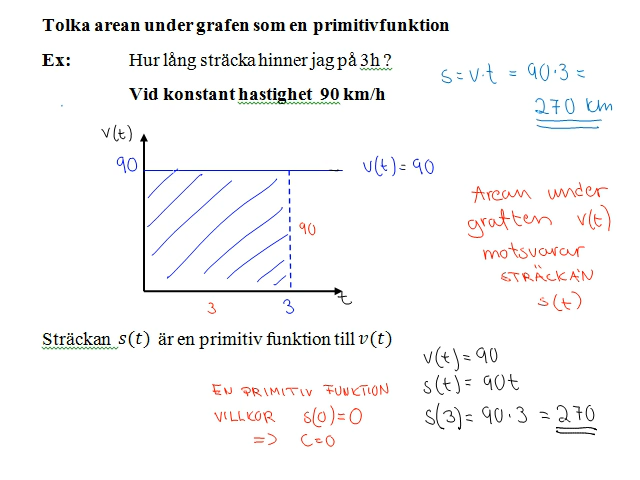 Tolka arean under grafen som en primitivfunktion
Ex: Hur lång sträcka hinner jag på 3h ?
Vid konstant hastighet 90 km/h
s = v·t = 90·3 =
270 km
v(t)
90
v(t) = 90
90
3
3
t
Arean under
graften v(t)
motsvarar
STRÄCKAN
s(t)
Sträckan s(t) är en primitiv funktion till v(t)
v(t) = 90
s(t) = 90t
s(3) = 90·3 = 270
EN PRIMITIV FUNKTION
VILLKOR s(0)=0
=> C=0